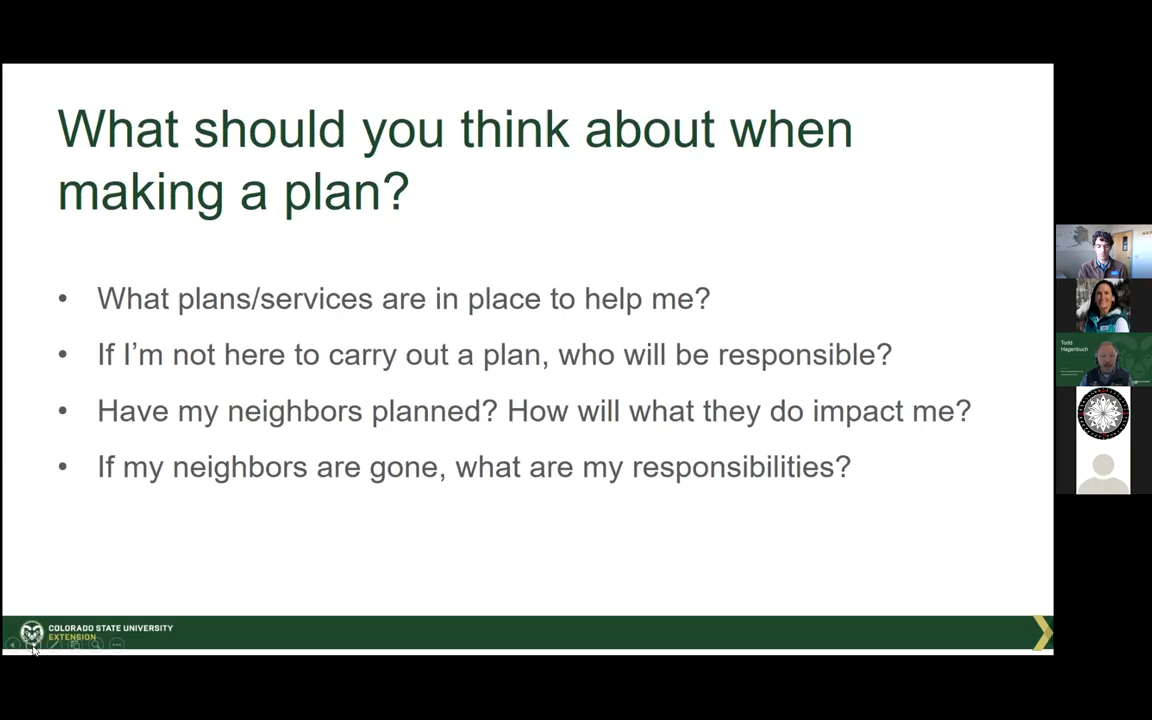 What should you think about when
making a plan?
• What plans/services are in place to help me?
• If I’m not here to carry out a plan, who will be responsible?
• Have my neighbors planned? How will what they do impact me?
• If my neighbors are gone, what are my responsibilities?
COLORADO STATE UNIVERSITY
EXTENSION
Todd
Hagenbuch